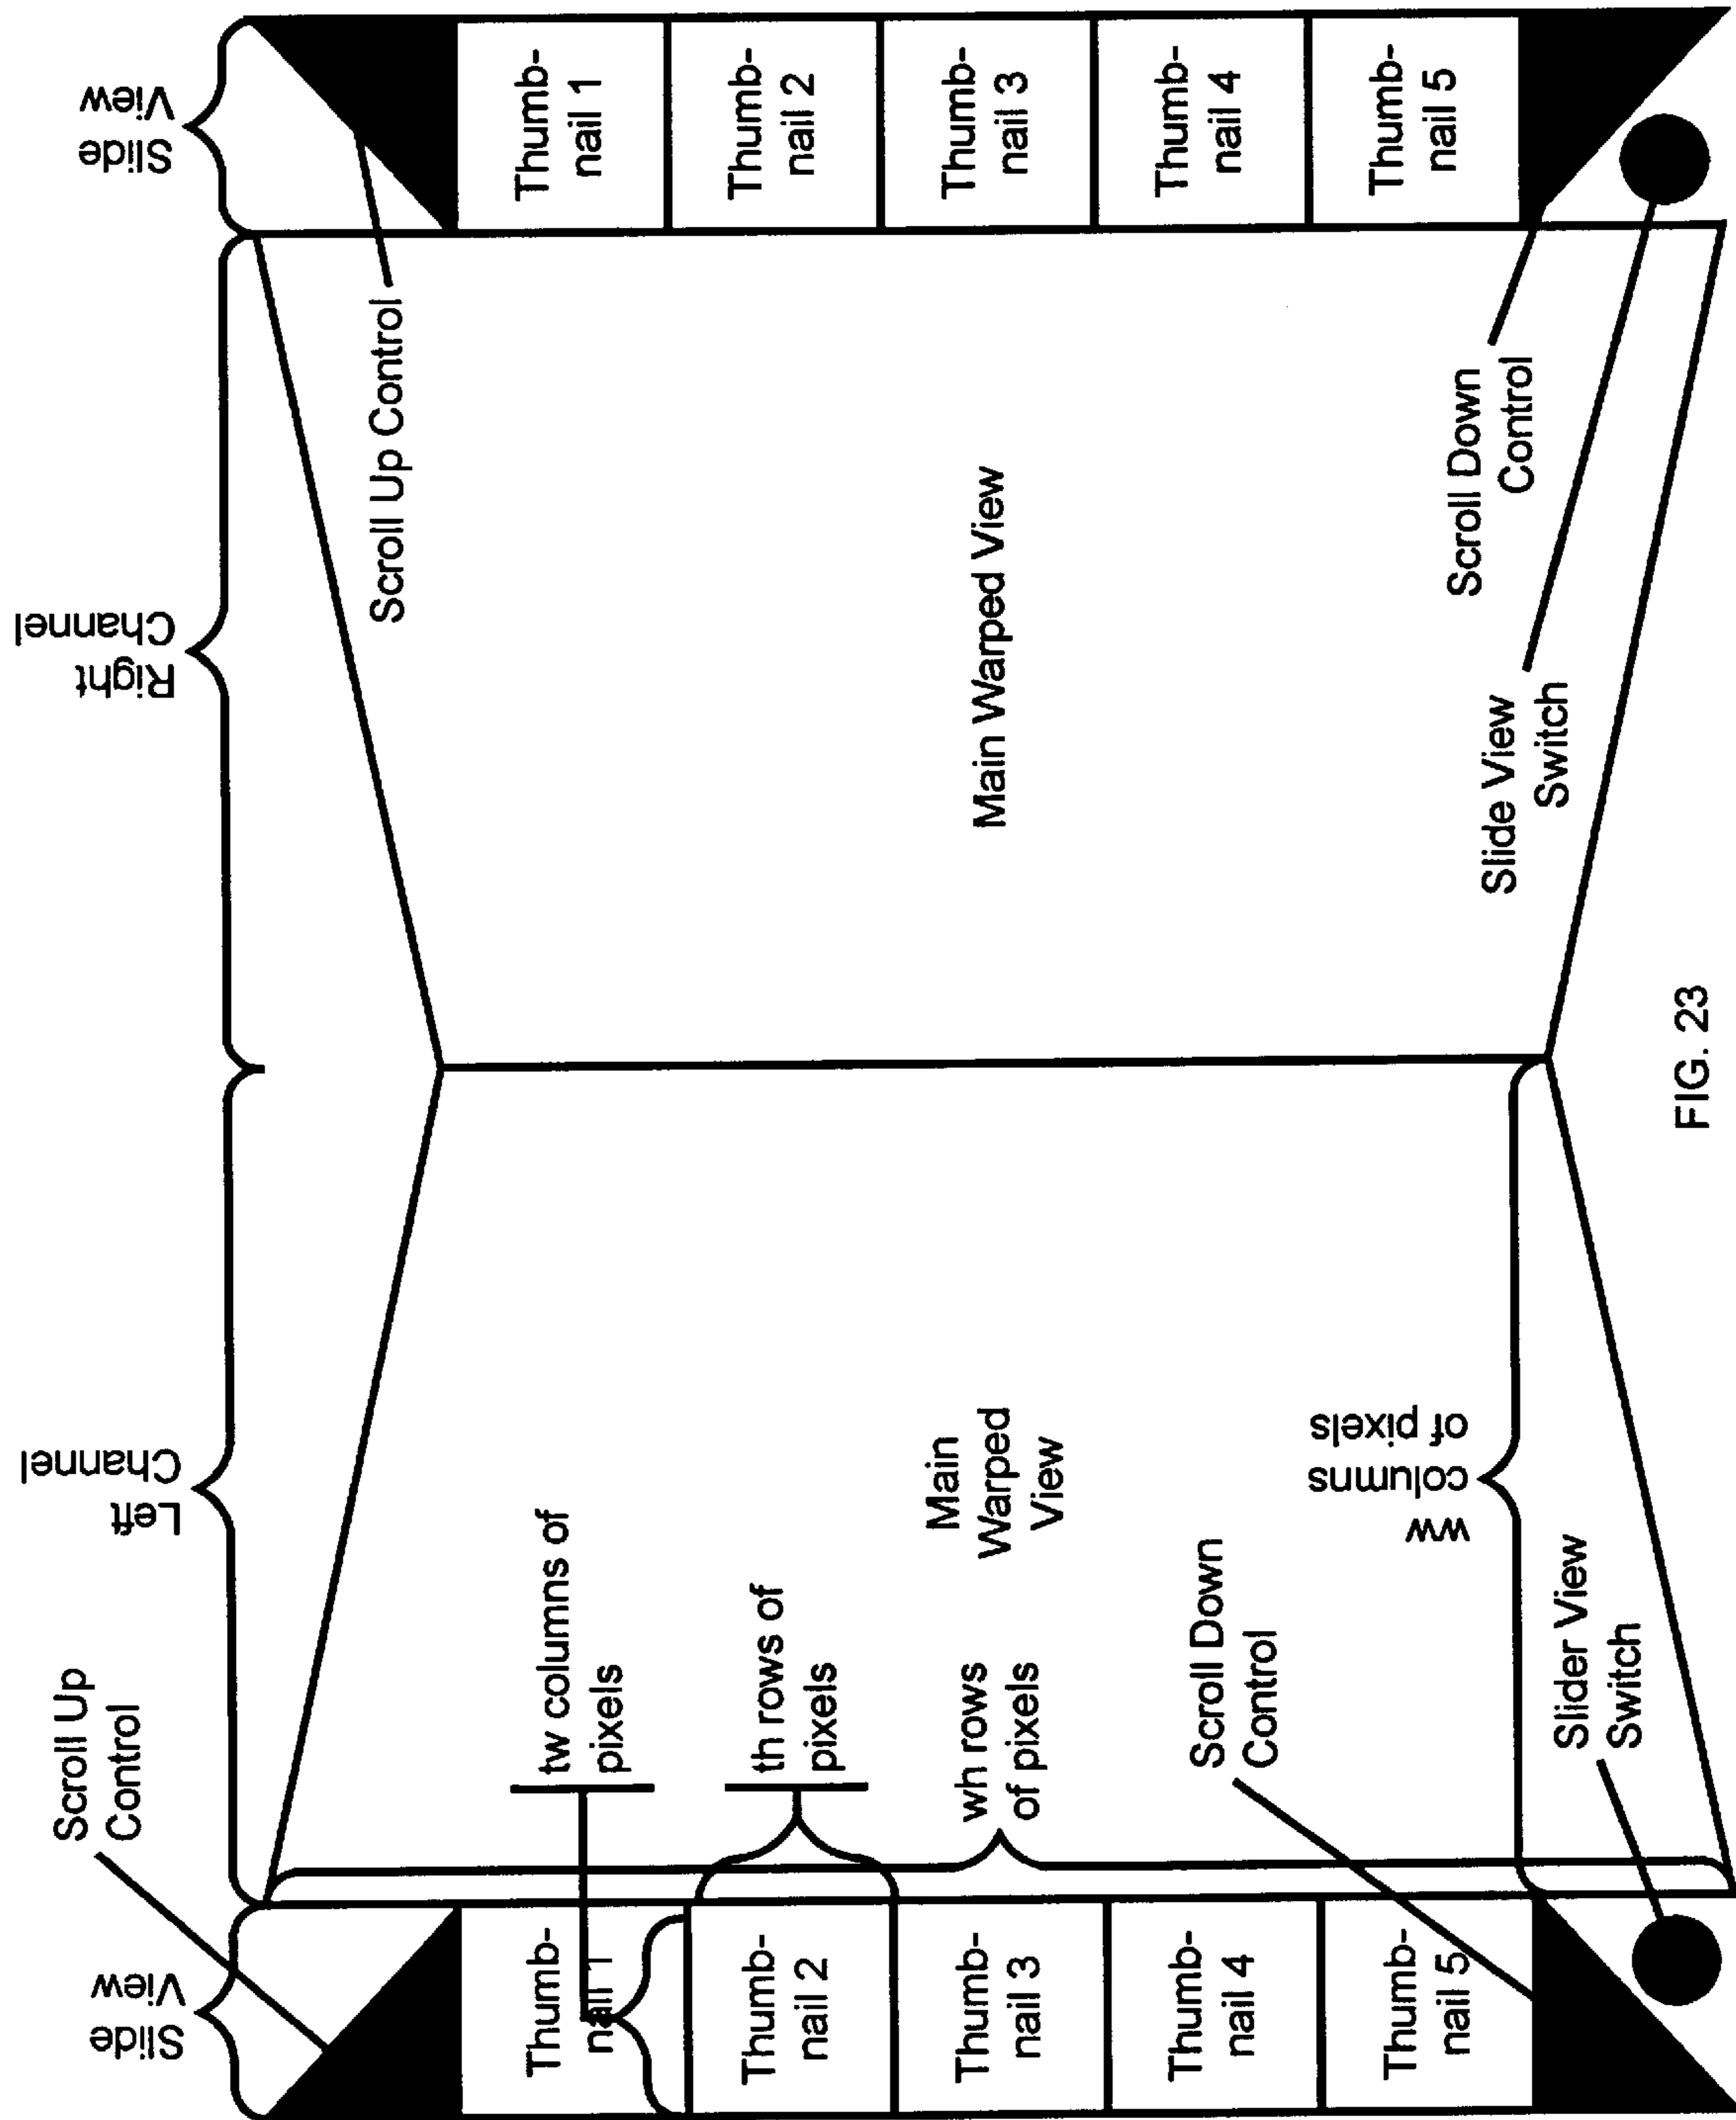 Scroll Up
Control
Slide
View
Left
Channel
Right
Channel
Slide
View
Thumb-
nail 1
Thumb-
nail 2
Thumb-
nail 3
Thumb-
nail 4
Thumb-
nail 5
tw columns of
pixels
th rows of
pixels
wh rows
of pixels
Main
Warped
View
Scroll Down
Control
ww
columns
of pixels
Slider View
Switch
Scroll Up Control
Main Warped View
Scroll Down
Control
Slide View
Switch
Thumb-
nail 1
Thumb-
nail 2
Thumb-
nail 3
Thumb-
nail 4
Thumb-
nail 5
FIG. 23